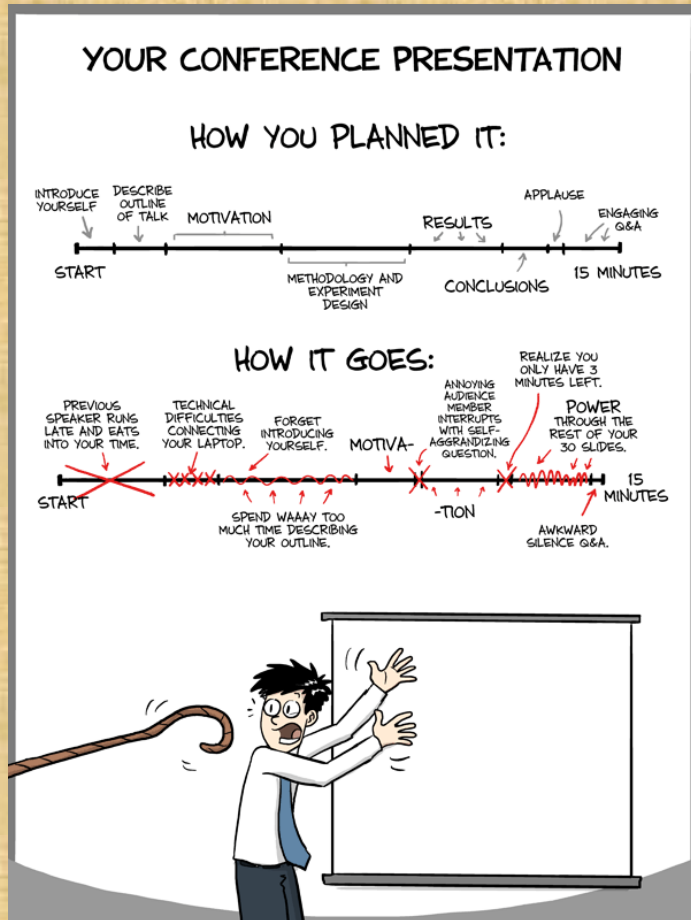 YOUR CONFERENCE PRESENTATION
HOW YOU PLANNED IT:
INTRODUCE
YOURSELF
DESCRIBE
OUTLINE
OF TALK
MOTIVATION
METHODOLOGY AND
EXPERIMENT
DESIGN
RESULTS
CONCLUSIONS
APPLAUSE
ENGAGING
Q&A
START
15 MINUTES
HOW IT GOES:
PREVIOUS
SPEAKER RUNS
LATE AND EATS
INTO YOUR TIME.
TECHNICAL
DIFFICULTIES
CONNECTING
YOUR LAPTOP.
FORGET
INTRODUCING
YOURSELF.
SPEND WAAAY TOO
MUCH TIME DESCRIBING
YOUR OUTLINE.
MOTIVA-
ANNOYING
AUDIENCE
MEMBER
INTERRUPTS
WITH SELF-
AGGRANDIZING
QUESTION.
-TION
REALIZE YOU
ONLY HAVE 3
MINUTES LEFT.
POWER
THROUGH THE
REST OF YOUR
30 SLIDES.
AWKWARD
SILENCE Q&A.
START
15
MINUTES